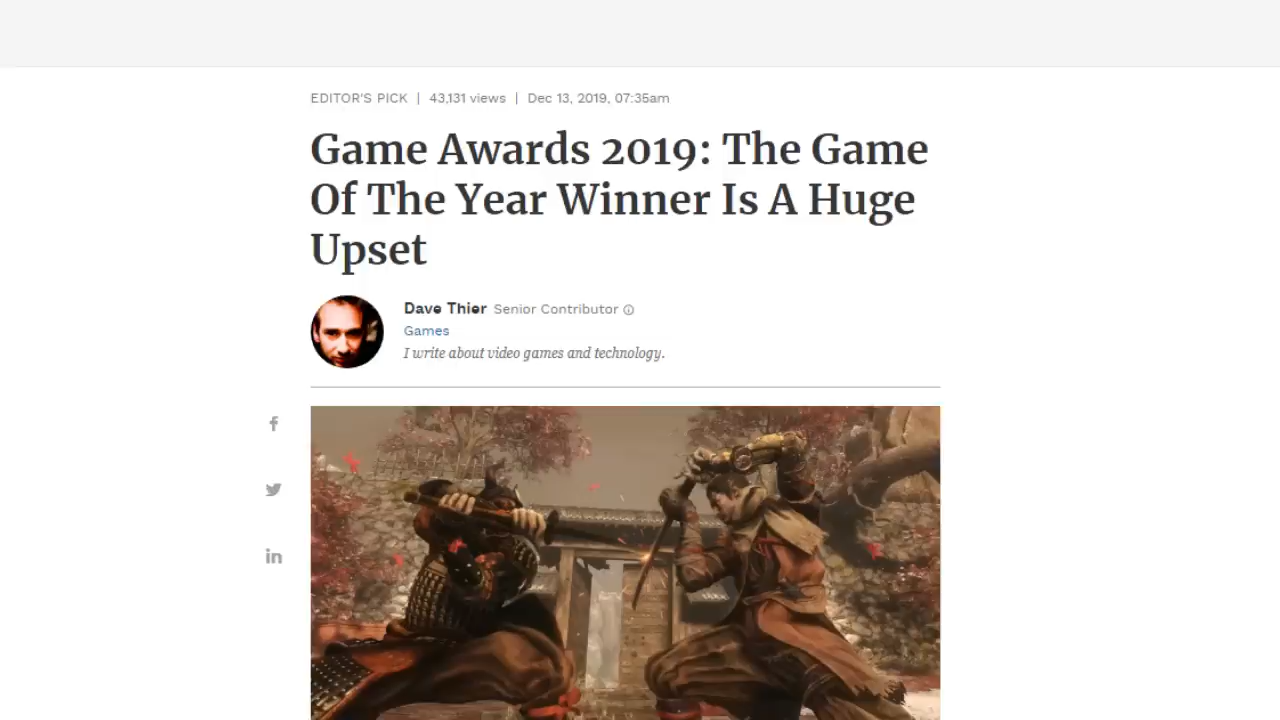 EDITOR'S PICK | 43,131 views | Dec 13, 2019, 07:35am
Game Awards 2019: The Game
Of The Year Winner Is A Huge
Upset
Dave Thier Senior Contributor
Games
I write about video games and technology.